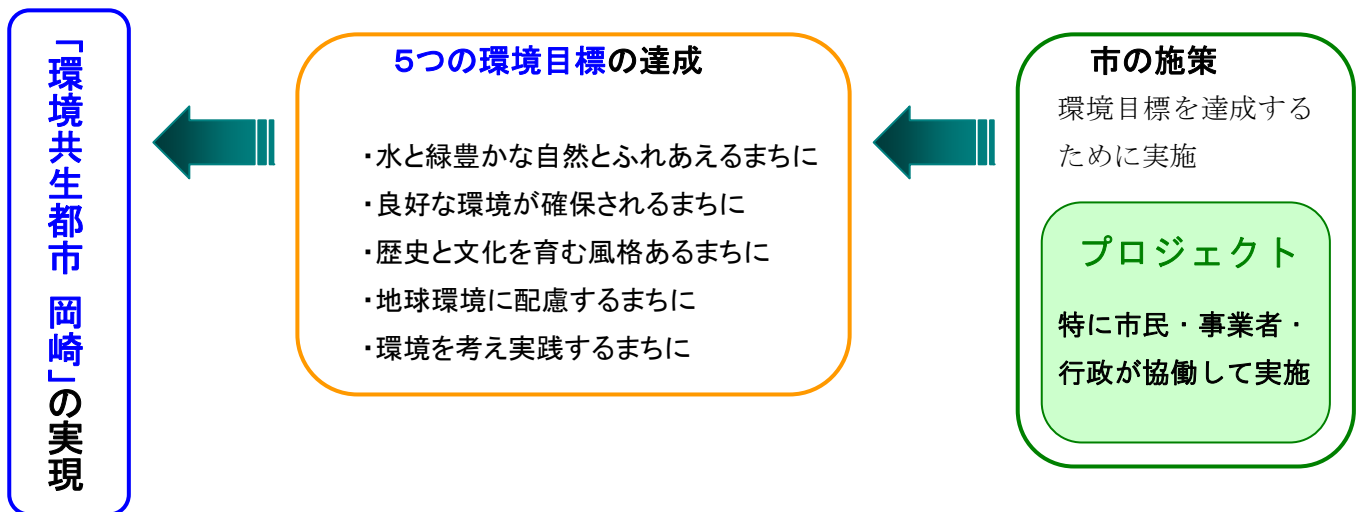 「環境共生都市 岡崎」の実現
5つの環境目標の達成
・水と緑豊かな自然とふれあえるまちに
・良好な環境が確保されるまちに
・歴史と文化を育む風格あるまちに
・地球環境に配慮するまちに
・環境を考え実践するまちに
市の施策
環境目標を達成する
ために実施
プロジェクト
特に市民・事業者・
行政が協働して実施